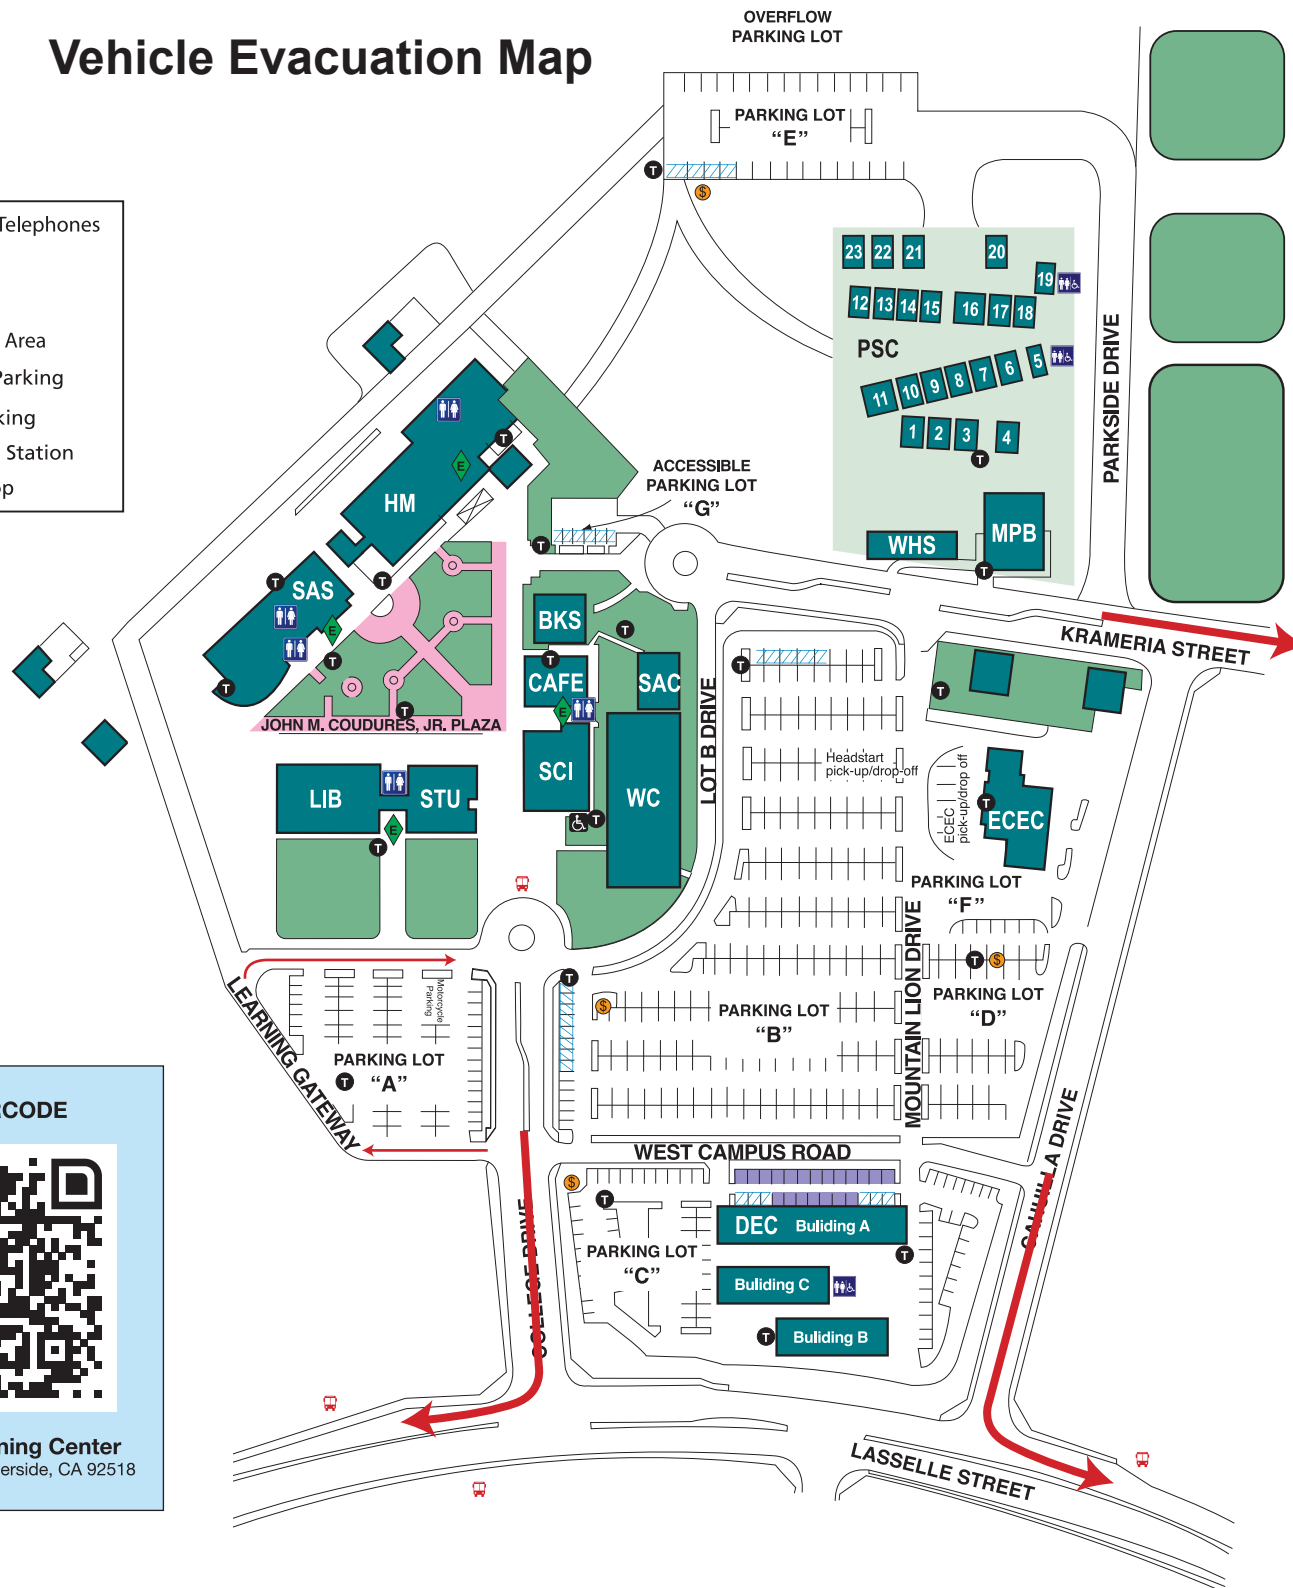 Vehicle Evacuation Map
OVERFLOW
PARKING LOT
PARKING LOT
“E”
T
$
Telephones
Area
Parking
Station
23 22 21 20
19
12 13 14 15 16 17 18
PSC
5
11 10 9 8 7 6
1 2 3 4
T
PARKSIDE DRIVE
ACCESSIBLE
PARKING LOT
“G”
T
E
HM
T
WHS
MPB
T
T
T
SAS
E
T
T
T
JOHN M. COUDURES, JR. PLAZA
BKS
T
T
CAFE
E
SAC
SCI
WC
T
LOT B DRIVE
T
KRAMERIA STREET
T
Headstart
pick-up/drop-off
ECEC
pick-up/drop off
T
ECEC
LIB
STU
E
T
PARKING LOT
“F”
MOUNTAIN LION DRIVE
T
$
PARKING LOT
“D”
LEARNING GATEWAY
Motorcycle
Parking
T
$
PARKING LOT
“B”
PARKING LOT
“A”
T
CAHUILLA DRIVE
WEST CAMPUS ROAD
$
T
COLLEGE DRIVE
PARKING LOT
“C”
DEC Buliding A
T
Buliding C
T
Buliding B
LASSELLE STREET
RCODE
ning Center
erside, CA 92518